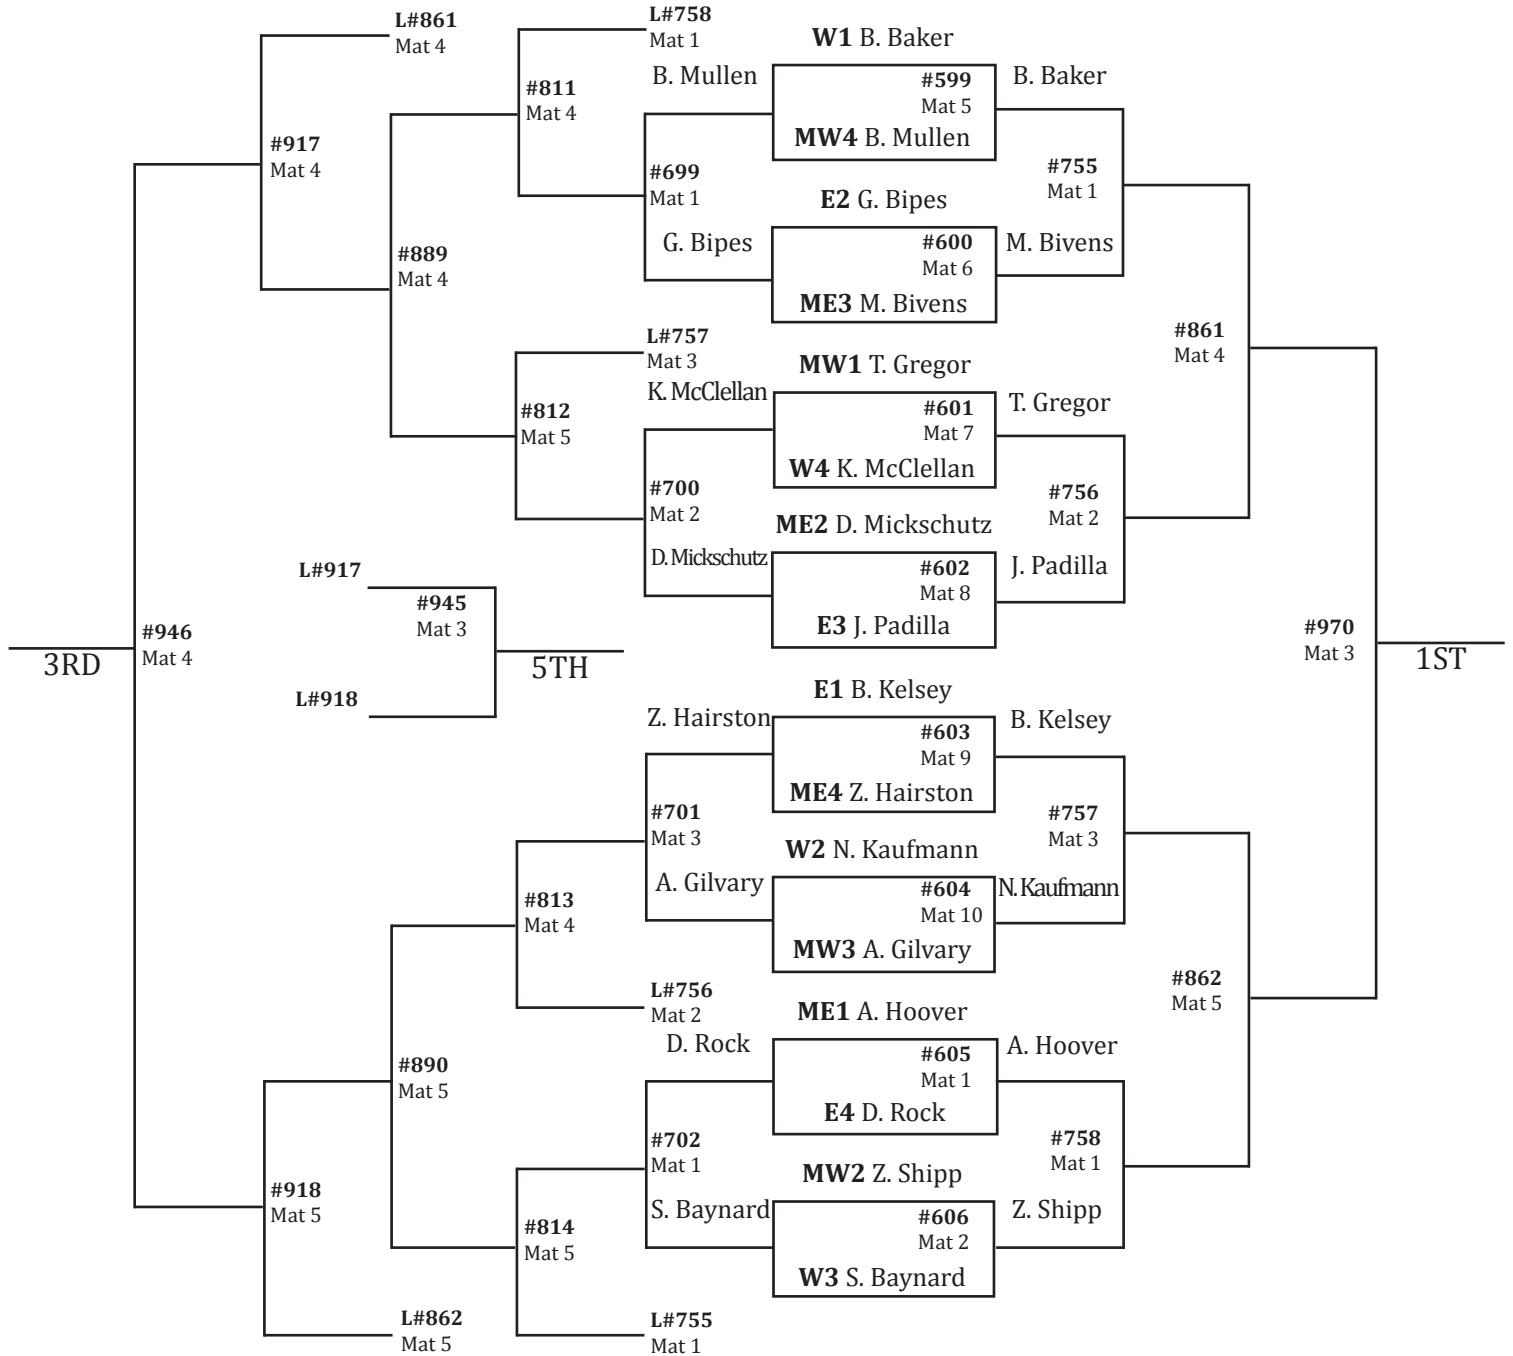 L#861
Mat 4
L#758
Mat 1
W1 B. Baker
B. Mullen
#599
Mat 5
B. Baker
#811
Mat 4
MW4 B. Mullen
#917
Mat 4
#699
Mat 1
#755
Mat 1
E2 G. Bipes
G. Bipes
#600
Mat 6
M. Bivens
#889
Mat 4
ME3 M. Bivens
L#757
Mat 3
#861
Mat 4
MW1 T. Gregor
K. McClellan
#601
Mat 7
T. Gregor
#812
Mat 5
W4 K. McClellan
#700
Mat 2
#756
Mat 2
ME2 D. Mickschutz
D. Mickschutz
#602
Mat 8
J. Padilla
L#917
#945
Mat 3
E3 J. Padilla
#946
Mat 4
#970
Mat 3
3RD
5TH
1ST
L#918
E1 B. Kelsey
Z. Hairston
#603
Mat 9
B. Kelsey
ME4 Z. Hairston
#701
Mat 3
#757
Mat 3
W2 N. Kaufmann
A. Gilvary
#604
Mat 10
N. Kaufmann
#813
Mat 4
MW3 A. Gilvary
L#756
Mat 2
#862
Mat 5
ME1 A. Hoover
D. Rock
#605
Mat 1
A. Hoover
#890
Mat 5
E4 D. Rock
#702
Mat 1
#758
Mat 1
MW2 Z. Shipp
#918
Mat 5
S. Baynard
#606
Mat 2
Z. Shipp
#814
Mat 5
W3 S. Baynard
L#862
Mat 5
L#755
Mat 1